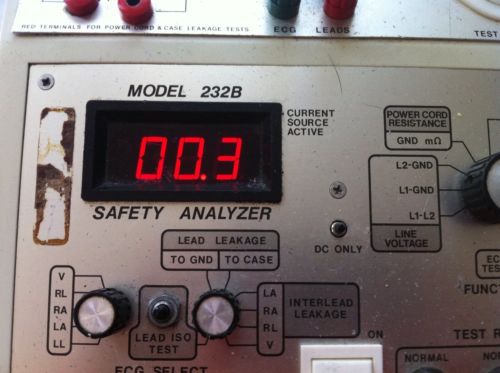 RED TERMINALS FOR POWER CORD & CASE LEAKAGE TESTS
ECG LEADS
TEST
MODEL 232B
00.3
CURRENT
SOURCE
ACTIVE
SAFETY ANALYZER
POWER CORD
RESISTANCE
GND mΩ
L2-GND
L1-GND
L1-L2
LINE
VOLTAGE
DC ONLY
LEAD LEAKAGE
TO GND TO CASE
V
RL
RA
LA
LL
LEAD ISO
TEST
LA
RA
RL
V
INTERLEAD
LEAKAGE
ON
ECG SELECT
FUNCT
TEST R
NORMAL
NORMAL